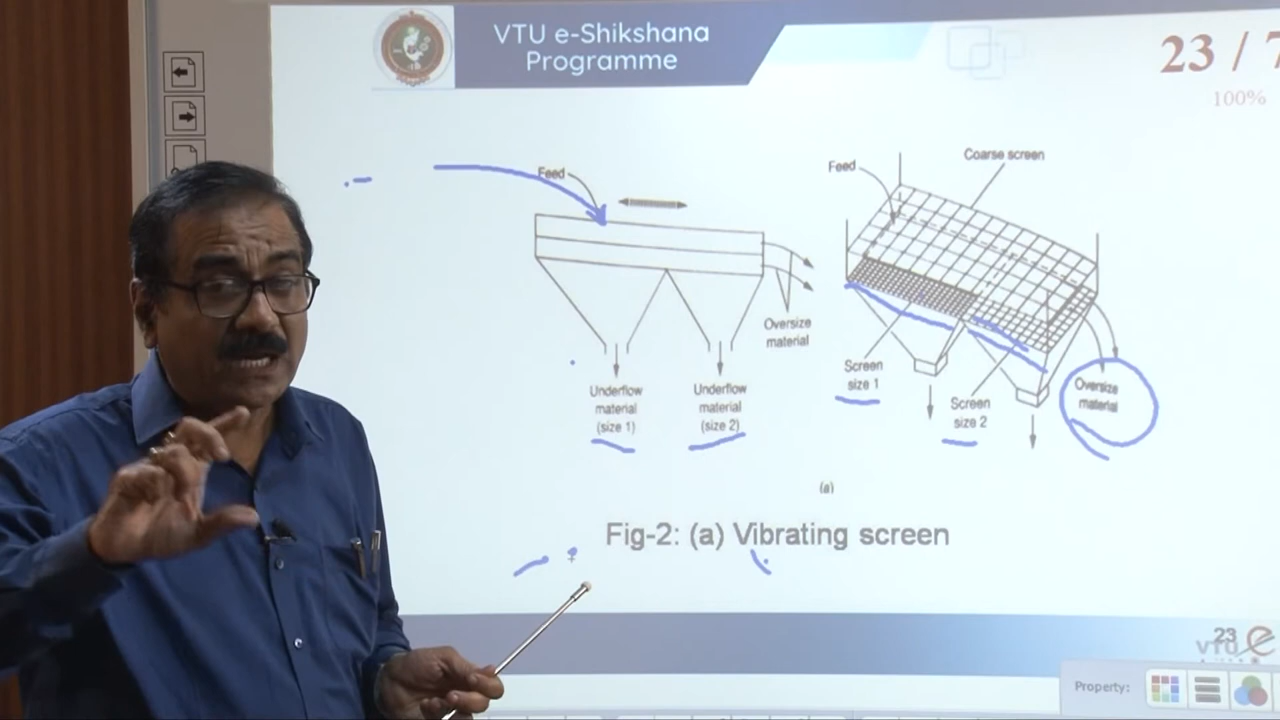 VTU e-Shikshana
Programme
23 / 7
100%
Feed
Feed
Coarse screen
Oversize
material
Underflow
material
(size 1)
Underflow
material
(size 2)
Screen
size 1
Screen
size 2
Oversize
material
(a)
Fig-2: (a) Vibrating screen
23
VTU e
Property: